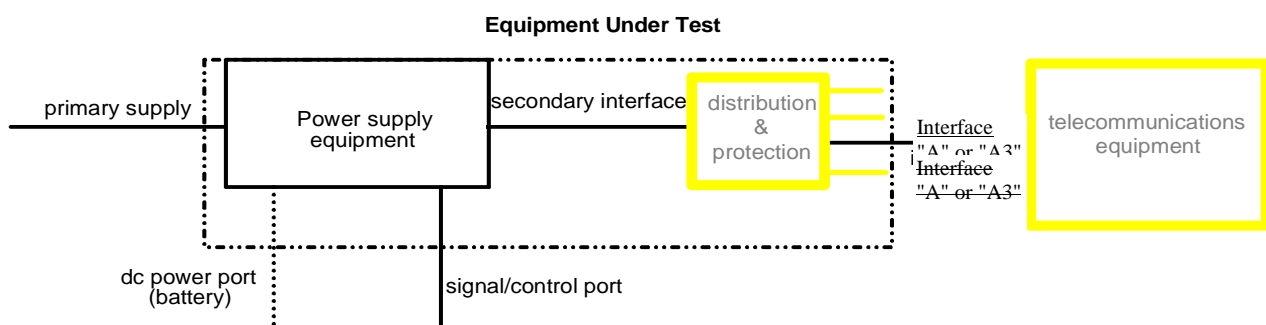 Equipment Under Test
primary supply
Power supply
equipment
secondary interface
distribution
&
protection
Interface
"A" or "A3"
Interface
"A" or "A3"
telecommunications
equipment
dc power port
(battery)
signal/control port